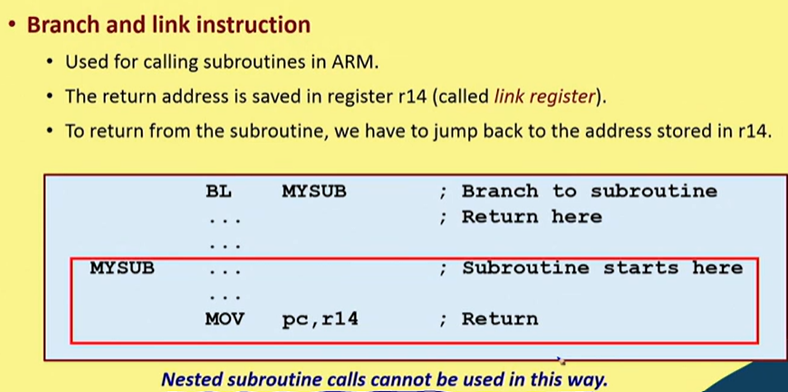 • Branch and link instruction
• Used for calling subroutines in ARM.
• The return address is saved in register r14 (called link register).
• To return from the subroutine, we have to jump back to the address stored in r14.
BL MYSUB ; Branch to subroutine
... ; Return here
...
MYSUB ... ; Subroutine starts here
...
MOV pc,r14 ; Return
Nested subroutine calls cannot be used in this way.